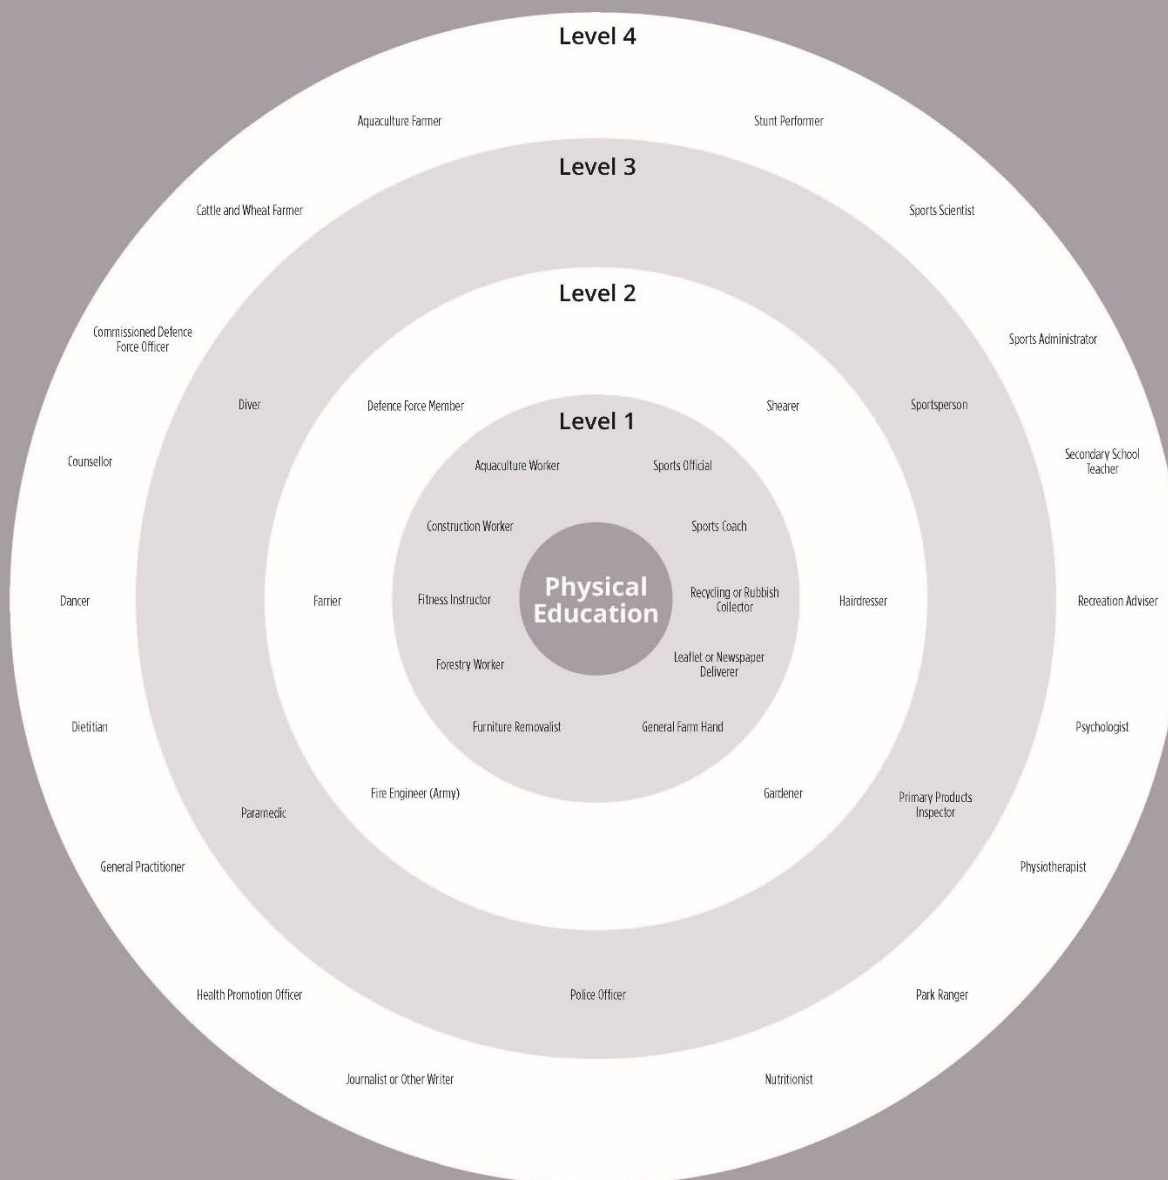 Level 4
Aquaculture Farmer
Stunt Performer
Level 3
Cattle and Wheat Farmer
Sports Scientist
Level 2
Commissioned Defence
Force Officer
Sports Administrator
Diver
Defence Force Member
Shearer
Sportsperson
Level 1
Counsellor
Aquaculture Worker
Sports Official
Secondary School
Teacher
Construction Worker
Sports Coach
Physical
Education
Dancer
Farrier
Fitness Instructor
Recycling or Rubbish
Collector
Hairdresser
Recreation Adviser
Forestry Worker
Leaflet or Newspaper
Deliverer
Dietitian
Furniture Removalist
General Farm Hand
Psychologist
Fire Engineer (Army)
Gardener
Paramedic
Primary Products
Inspector
General Practitioner
Physiotherapist
Health Promotion Officer
Police Officer
Park Ranger
Journalist or Other Writer
Nutritionist